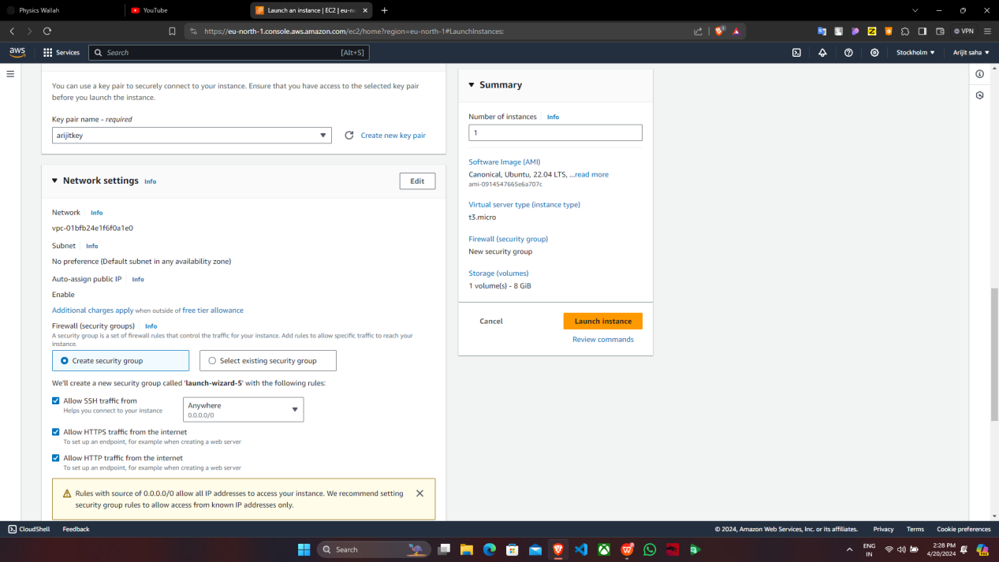 Physics Wallah
YouTube
Launch an instance | EC2 | eu-no
https://eu-north-1.console.aws.amazon.com/ec2/home?region=eu-north-1#LaunchInstances:
VPN
aws
Services
Search
[Alt+S]
Stockholm
Arijit saha
You can use a key pair to securely connect to your instance. Ensure that you have access to the selected key pair
before you launch the instance.
Key pair name - required
arijitkey
Create new key pair
Network settings Info
Edit
Network Info
vpc-01bfb24e1f6f0a1e0
Subnet Info
No preference (Default subnet in any availability zone)
Auto-assign public IP Info
Enable
Additional charges apply when outside of free tier allowance
Firewall (security groups) Info
A security group is a set of firewall rules that control the traffic for your instance. Add rules to allow specific traffic to reach your
instance.
Create security group
Select existing security group
We'll create a new security group called 'launch-wizard-5' with the following rules:
Allow SSH traffic from
Helps you connect to your instance
Anywhere
0.0.0.0/0
Allow HTTPS traffic from the internet
To set up an endpoint, for example when creating a web server
Allow HTTP traffic from the internet
To set up an endpoint, for example when creating a web server
Rules with source of 0.0.0.0/0 allow all IP addresses to access your instance. We recommend setting
security group rules to allow access from known IP addresses only.
Summary
Number of instances Info
1
Software Image (AMI)
Canonical, Ubuntu, 22.04 LTS, ...read more
ami-0914547665e6a707c
Virtual server type (instance type)
t3.micro
Firewall (security group)
New security group
Storage (volumes)
1 volume(s) - 8 GiB
Cancel
Launch instance
Review commands
CloudShell
Feedback
© 2024, Amazon Web Services, Inc. or its affiliates.
Privacy
Terms
Cookie preferences
Search
ENG
IN
2:28 PM
4/20/2024